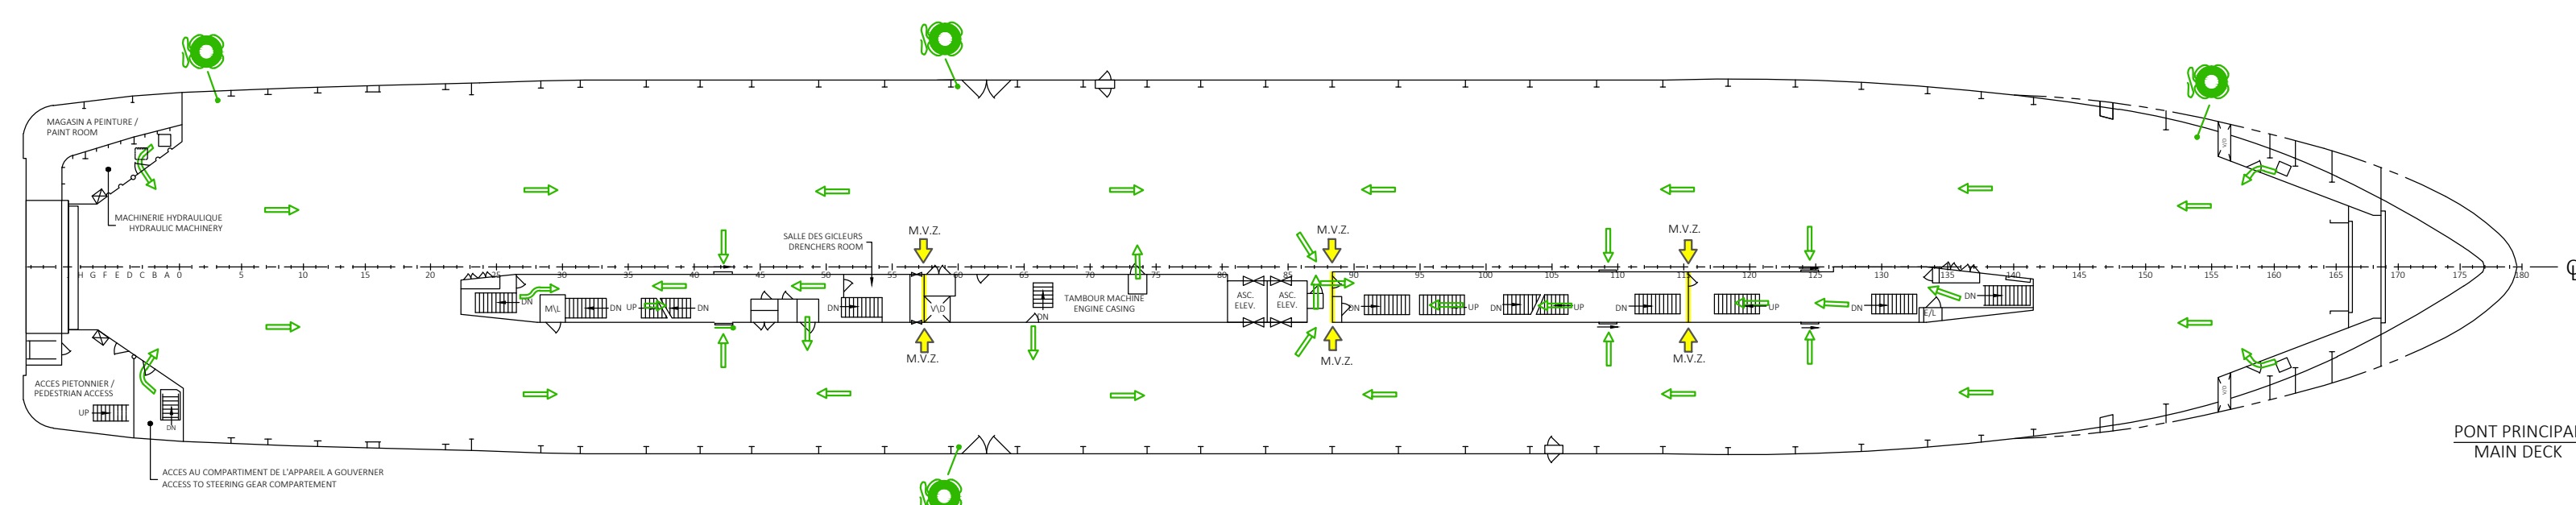 MAGASIN A PEINTURE /
PAINT ROOM
MACHINERIE HYDRAULIQUE
HYDRAULIC MACHINERY
SALLE DES GICLEURS
DRENCHERS ROOM
M.V.Z.
M.V.Z.
M.V.Z.
V/D
H G F E D C B A 0 5 10 15 20 25 30 35 40 45 50 55 60 65 70 75 80 85 90 95 100 105 110 115 120 125 130 135 140 145 150 155 160 165 170 175 180
DN
M\L
DN
UP
DN
DN
V\D
DN
TAMBOUR MACHINE
ENGINE CASING
ASC.
ELEV.
ASC.
ELEV.
DN
UP
DN
UP
DN
UP
DN
E/L
DN
M.V.Z.
M.V.Z.
M.V.Z.
ACCES PIETONNIER /
PEDESTRIAN ACCESS
UP
DN
V/D
ACCES AU COMPARTIMENT DE L'APPAREIL A GOUVERNER
ACCESS TO STEERING GEAR COMPARTEMENT
PONT PRINCIPAL
MAIN DECK